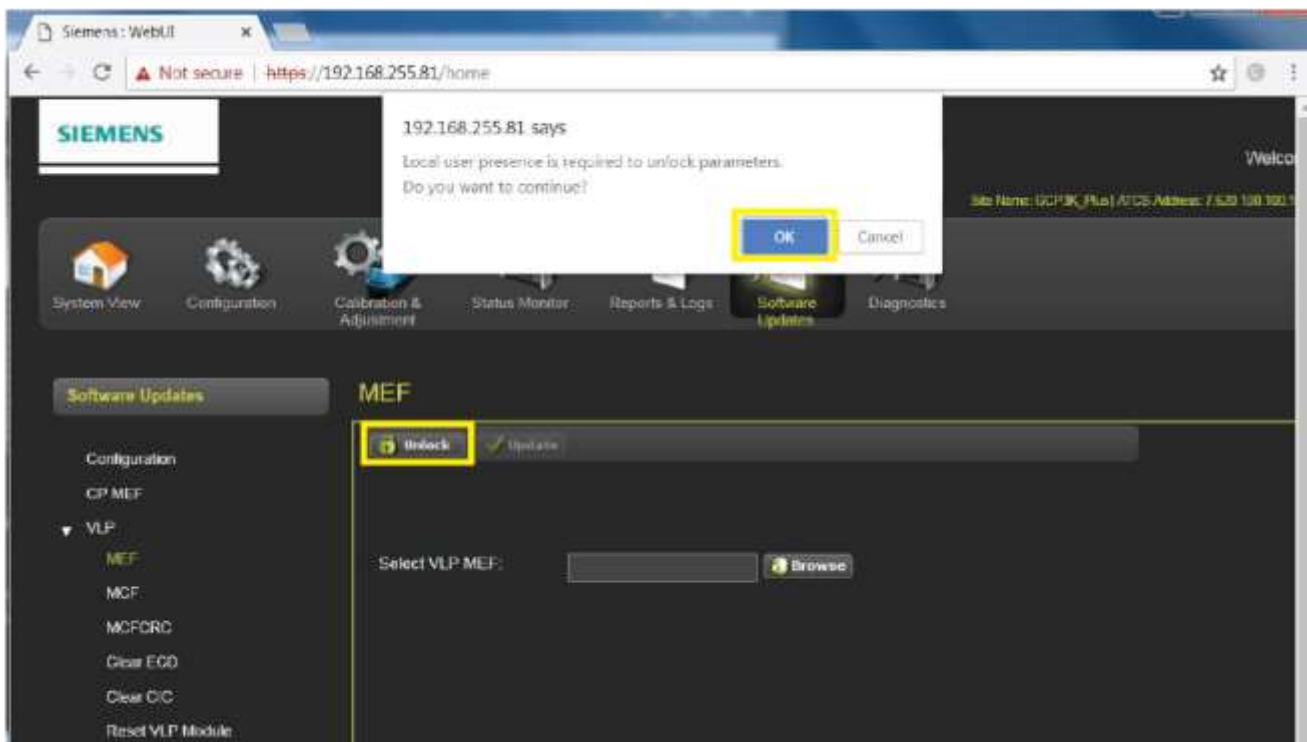 Siemens : WebUI
Not secure | https://192.168.255.81/home
SIEMENS
192.168.255.81 says
Local user presence is required to unlock parameters.
Do you want to continue?
OK Cancel
Welco
Site Name: GCP3K_Plus | ATCS Address: 7.620.100.100.1
System View
Configuration
Calibration &
Adjustment
Status Monitor
Reports & Logs
Software
Updates
Diagnostics
Software Updates
MEF
Unlock Update
Configuration
CP MEF
VLP
MEF
Select VLP MEF: Browse
MCF
MCFCRC
Clear ECD
Clear CIC
Reset VLP Module